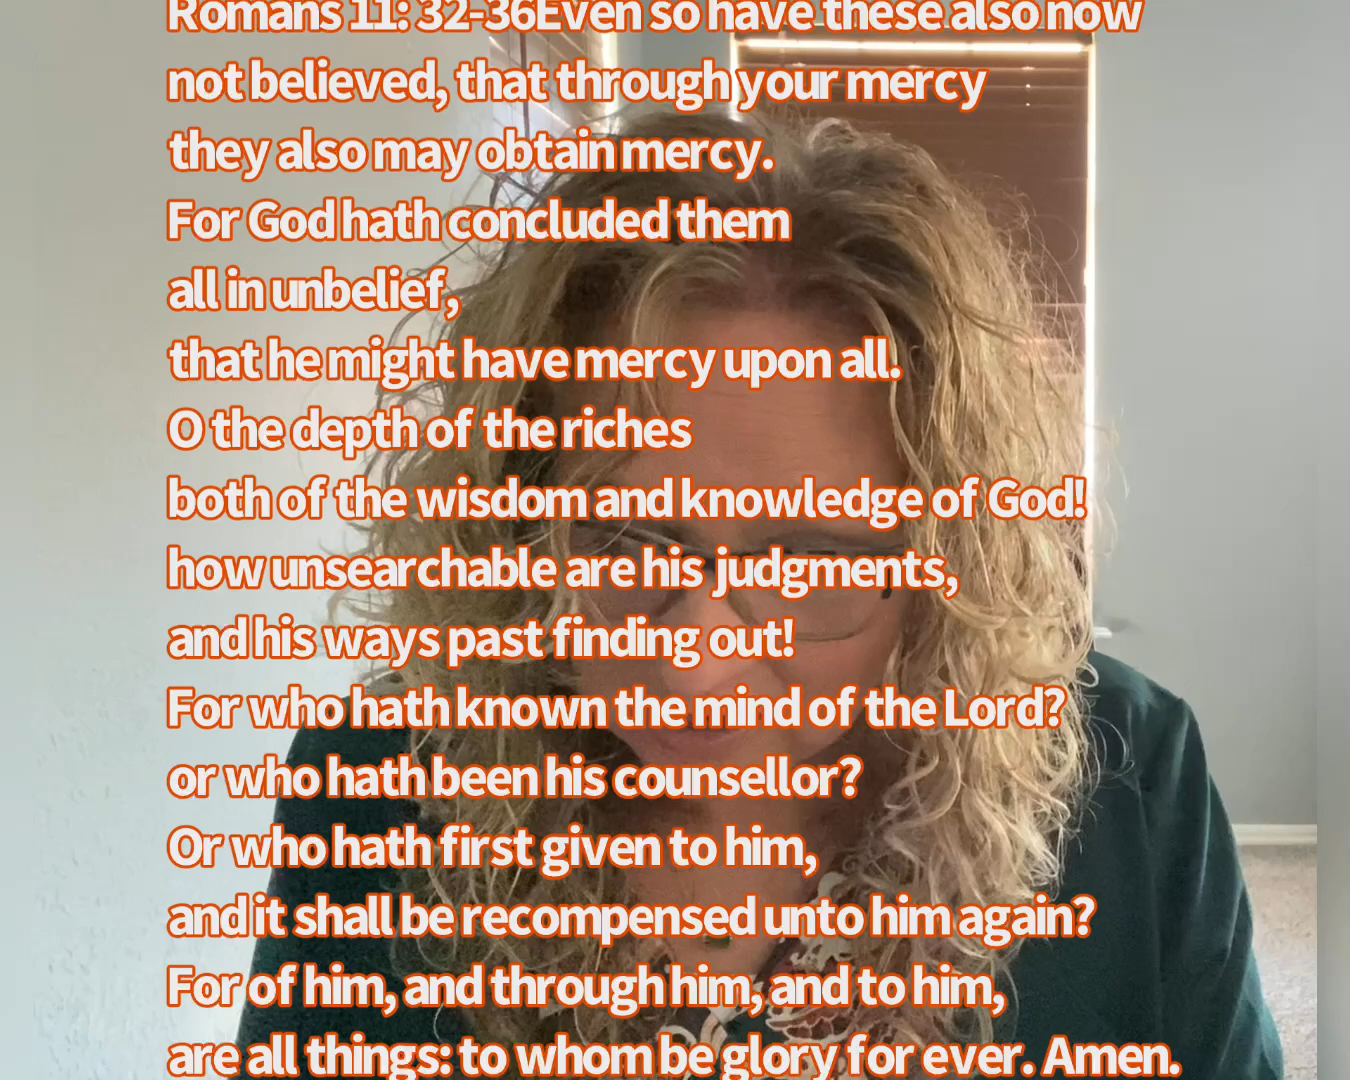 Romans 11: 32-36Even so have these also now
not believed, that through your mercy
they also may obtain mercy.
For God hath concluded them
all in unbelief,
that he might have mercy upon all.
O the depth of the riches
both of the wisdom and knowledge of God!
how unsearchable are his judgments,
and his ways past finding out!
For who hath known the mind of the Lord?
or who hath been his counsellor?
Or who hath first given to him,
and it shall be recompensed unto him again?
For of him, and through him, and to him,
are all things: to whom be glory for ever. Amen.